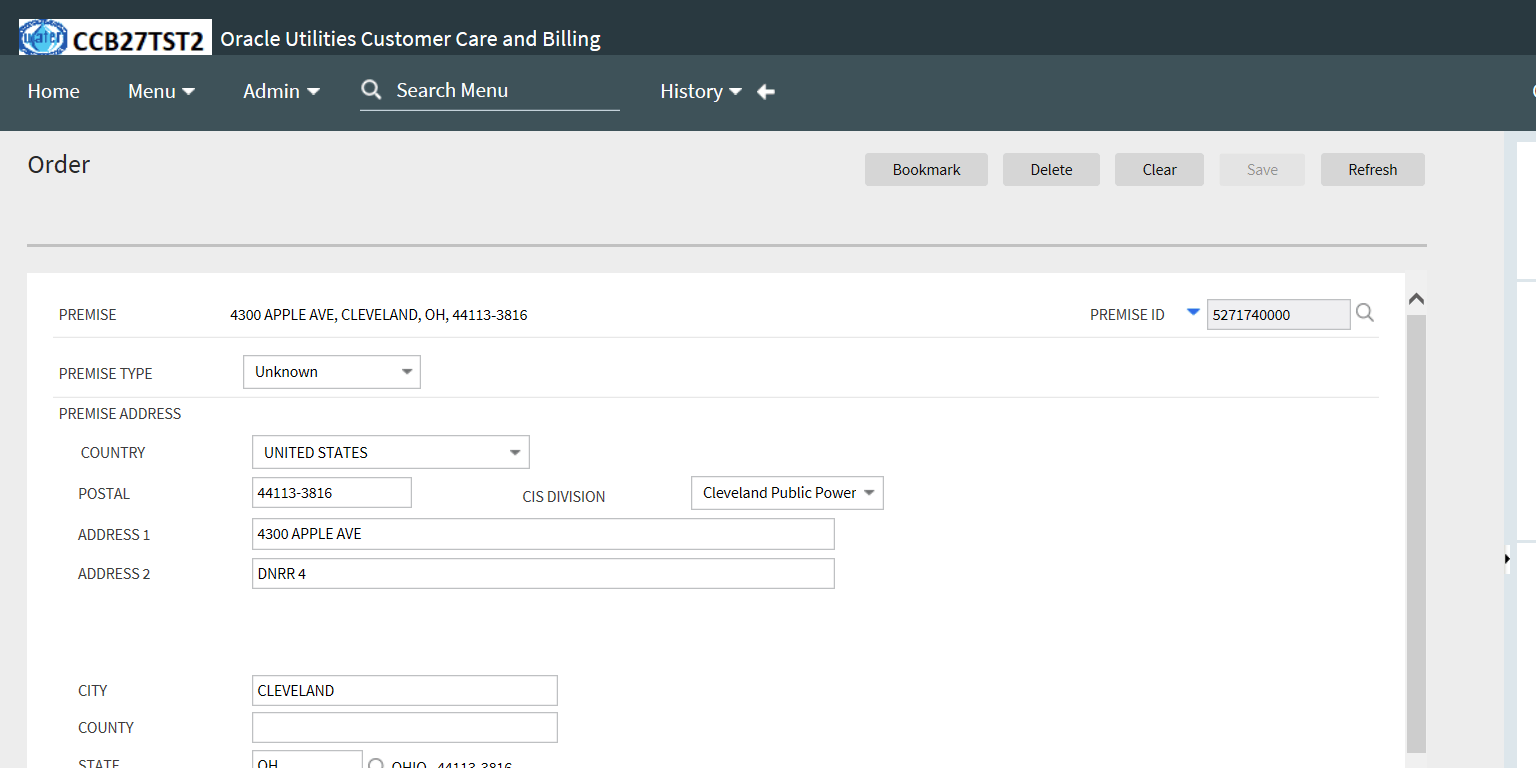 water CCB27TST2 Oracle Utilities Customer Care and Billing
Home Menu Admin Search Menu History
Order Bookmark Delete Clear Save Refresh
PREMISE 4300 APPLE AVE, CLEVELAND, OH, 44113-3816 PREMISE ID 5271740000
PREMISE TYPE Unknown
PREMISE ADDRESS
COUNTRY UNITED STATES
POSTAL 44113-3816 CIS DIVISION Cleveland Public Power
ADDRESS 1 4300 APPLE AVE
ADDRESS 2 DNRR 4
CITY CLEVELAND
COUNTY
STATE OH OHIO 44113-3816